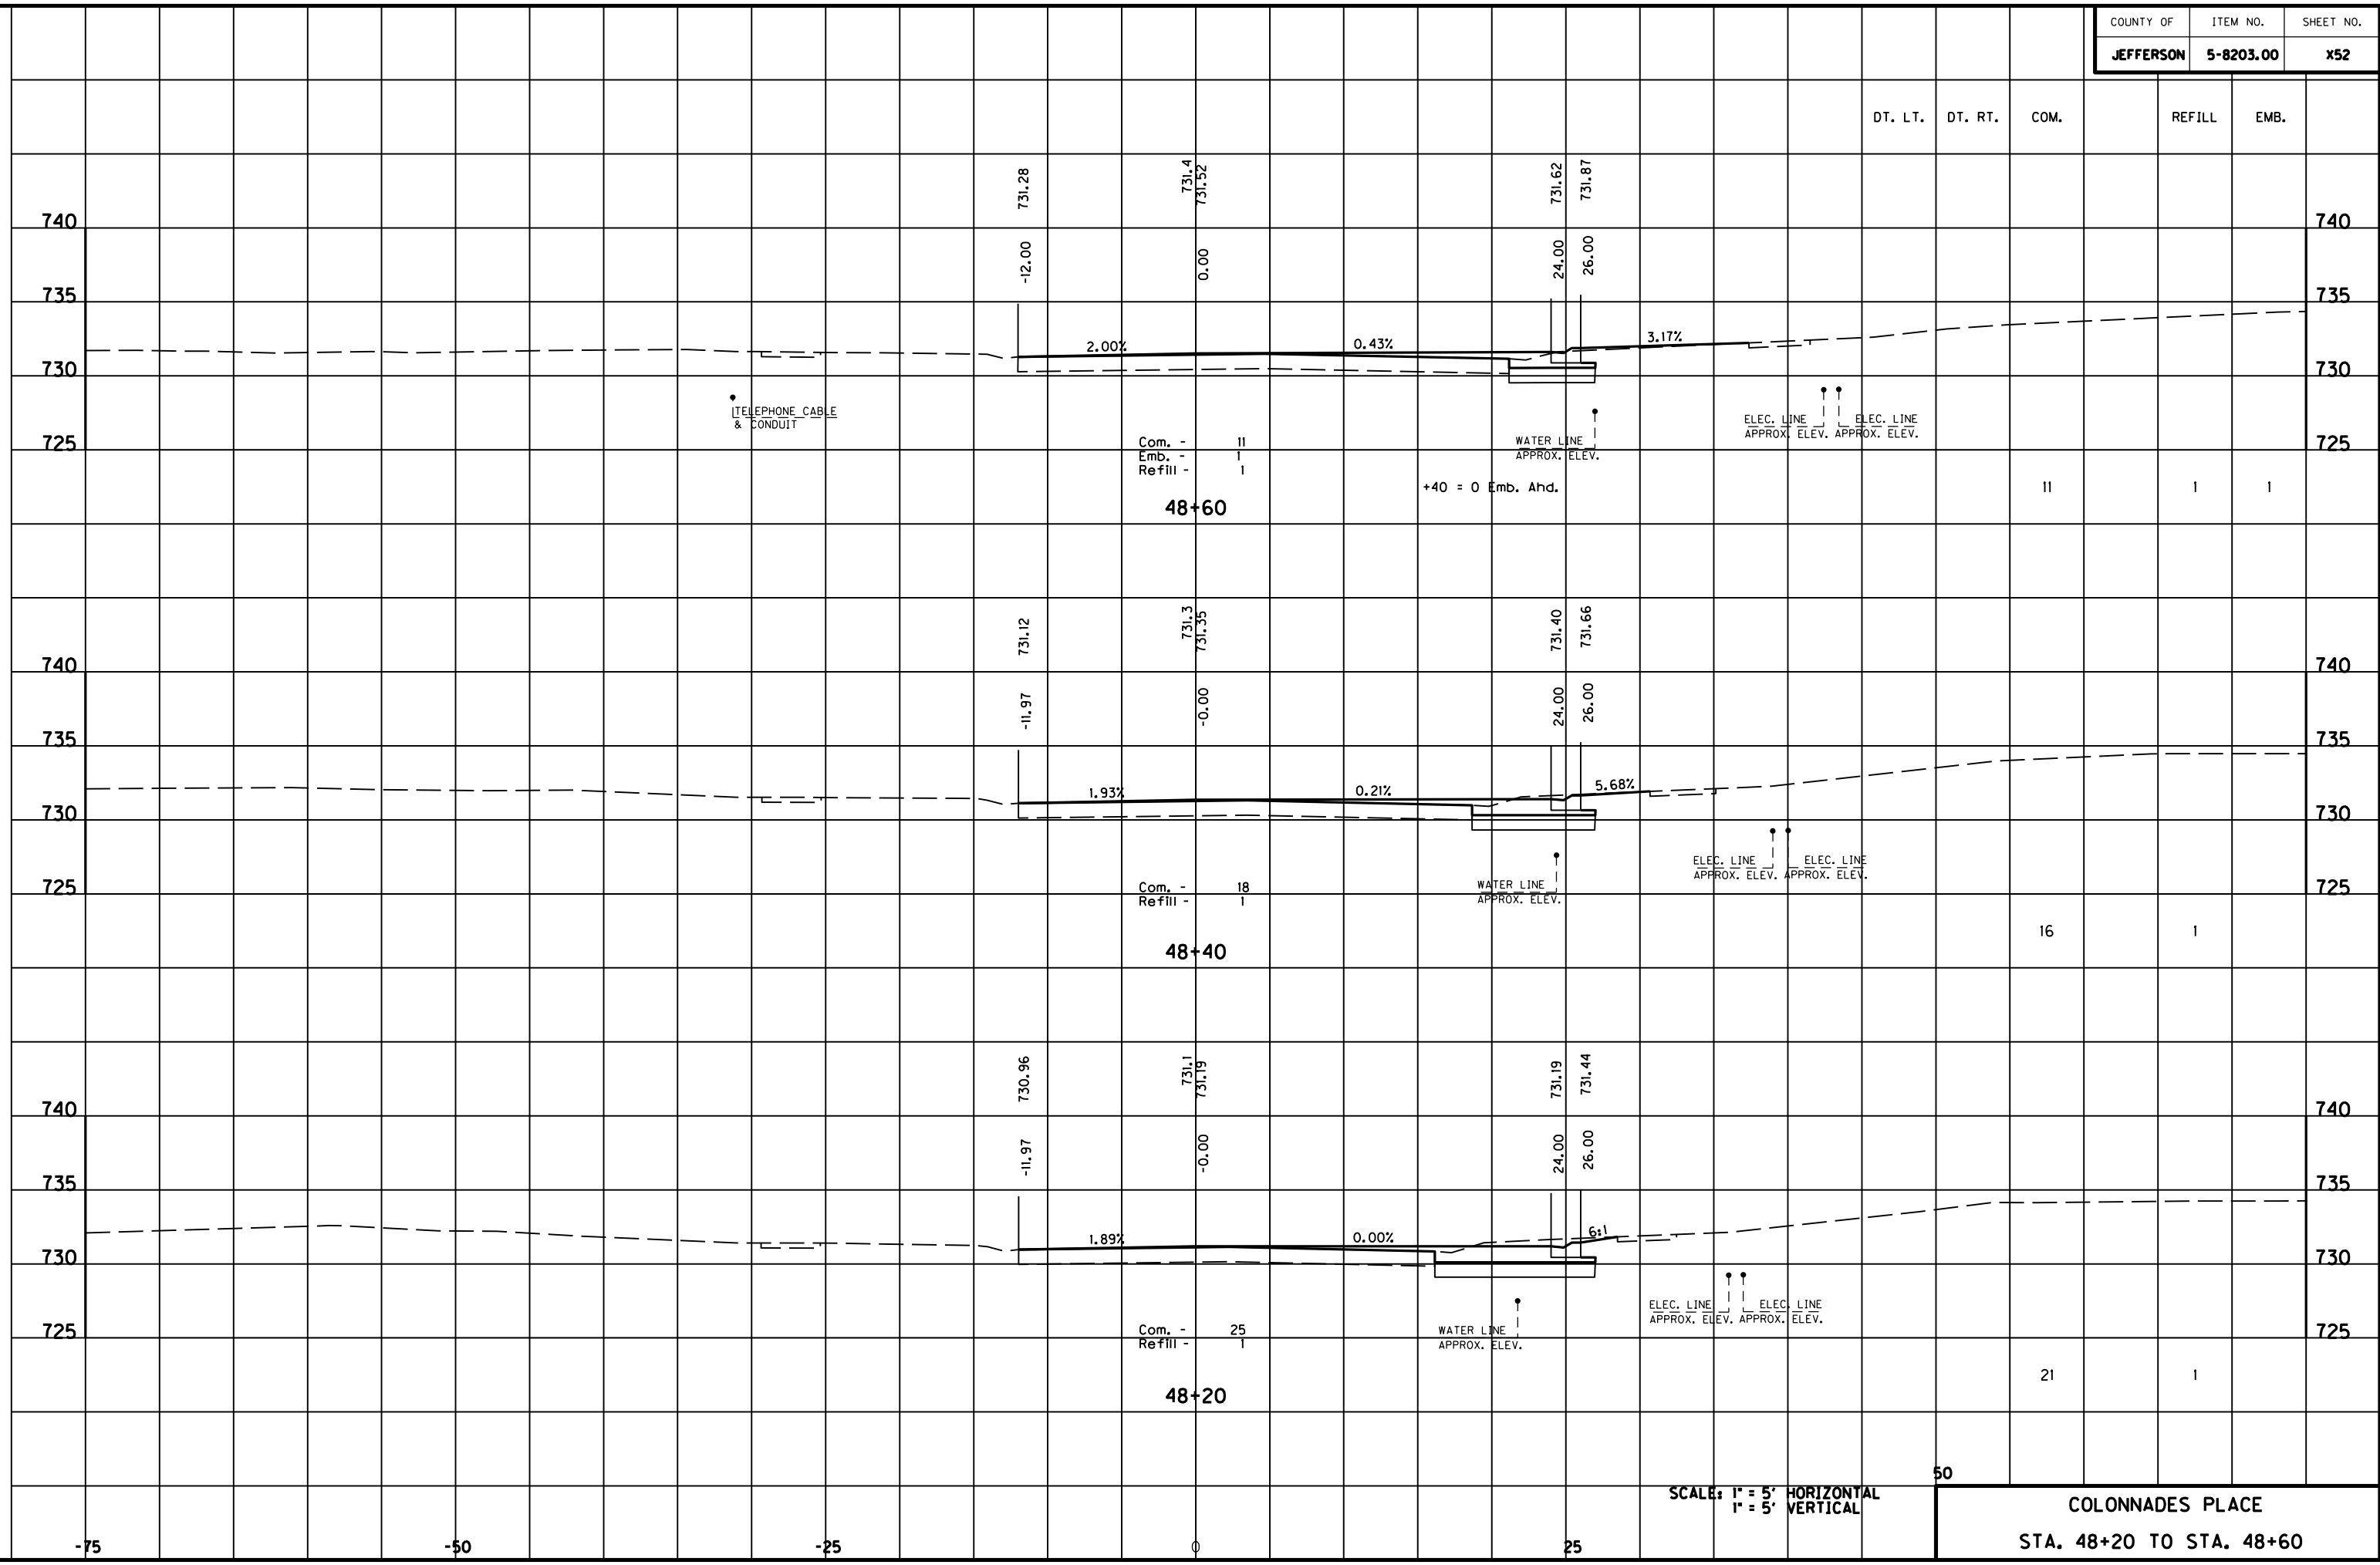 COUNTY OF ITEM NO. SHEET NO.
JEFFERSON 5-8203.00 X52
DT. LT. DT. RT. COM. REFILL EMB.
731.28 731.4 731.52 731.62 731.87
740 740
-12.00 0.00 24.00 26.00
735 735
2.00% 0.43% 3.17%
730 730
TELEPHONE CABLE
& CONDUIT
ELEC. LINE ELEC. LINE
APPROX. ELEV. APPROX. ELEV.
WATER LINE
APPROX. ELEV.
725 725
Com. - 11
Emb. - 1
Refill - 1
+40 = 0 Emb. Ahd.
11 1 1
48+60
731.12 731.3 731.35 731.40 731.66
740 740
-11.97 -0.00 24.00 26.00
735 735
1.93% 0.21% 5.68%
730 730
ELEC. LINE ELEC. LINE
APPROX. ELEV. APPROX. ELEV.
WATER LINE
APPROX. ELEV.
725 725
Com. - 18
Refill - 1
16 1
48+40
730.96 731.1 731.19 731.19 731.44
740 740
-11.97 -0.00 24.00 26.00
735 735
1.89% 0.00% 6:1
730 730
ELEC. LINE ELEC. LINE
APPROX. ELEV. APPROX. ELEV.
WATER LINE
APPROX. ELEV.
725 725
Com. - 25
Refill - 1
21 1
48+20
50
SCALE: 1" = 5' HORIZONTAL
1" = 5' VERTICAL
COLONNADES PLACE
STA. 48+20 TO STA. 48+60
-75 -50 -25 0 25